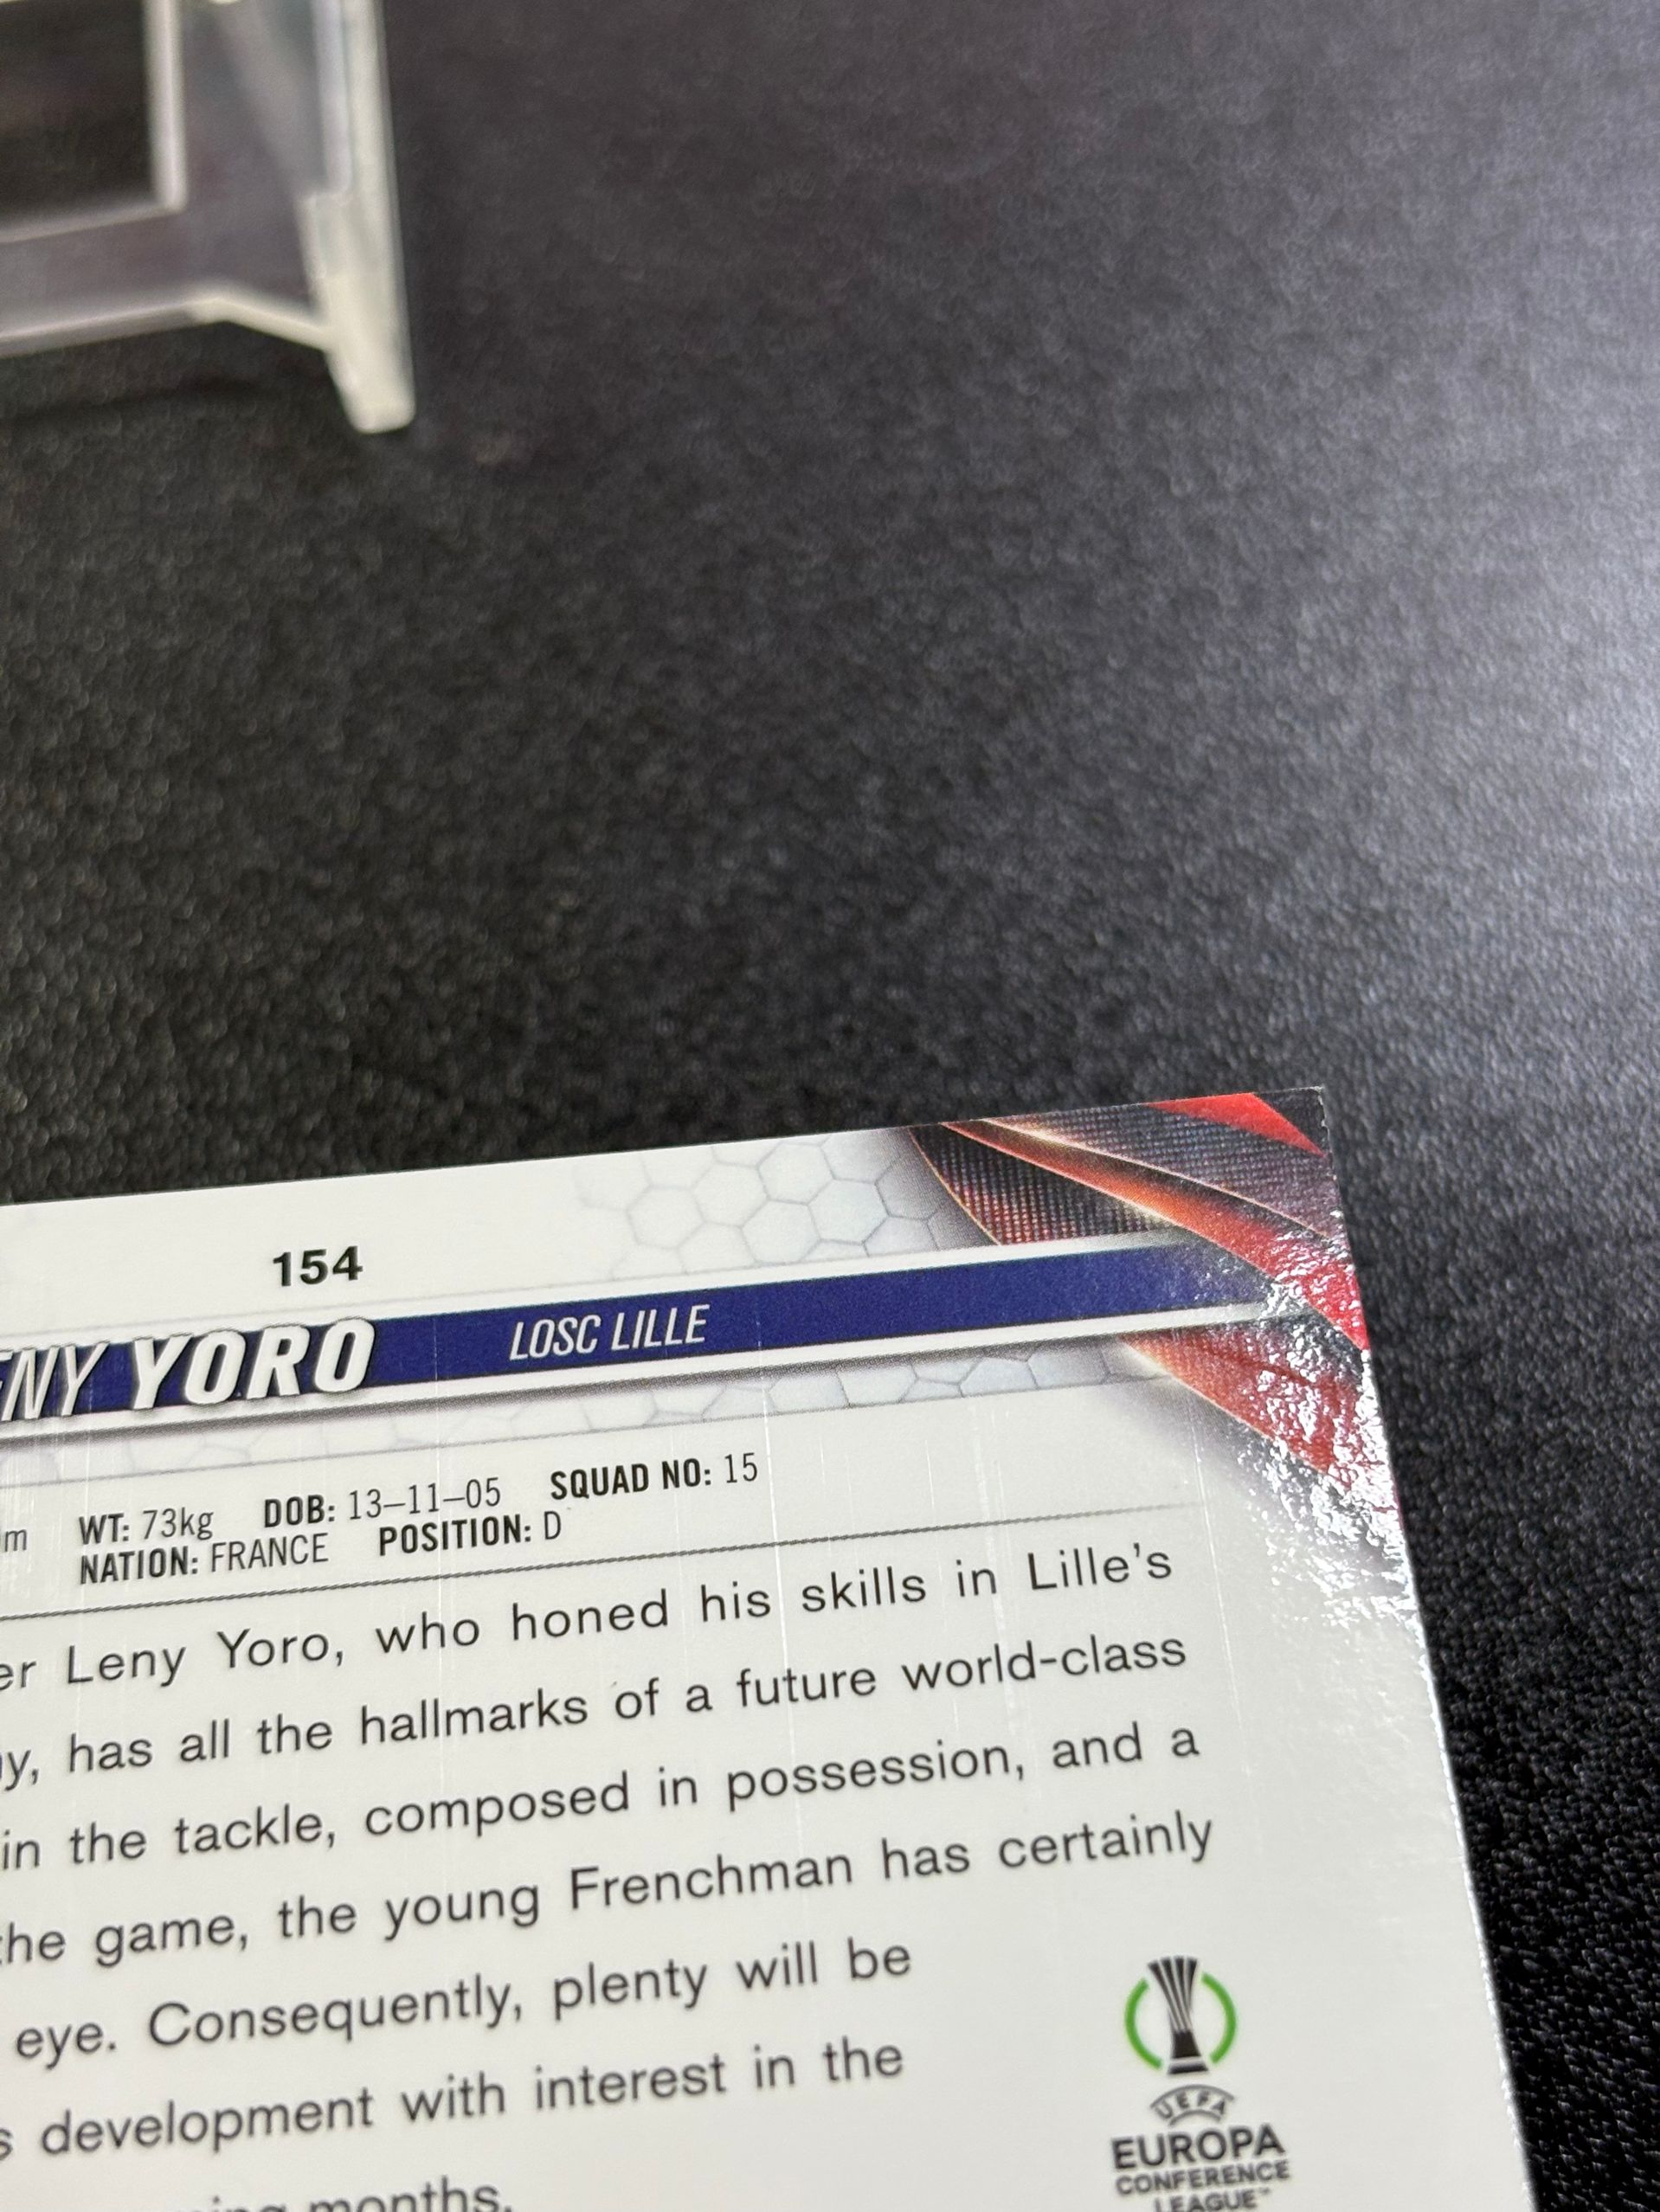 154
LENY YORO LOSC LILLE
WT: 73kg DOB: 13–11–05 SQUAD NO: 15
NATION: FRANCE POSITION: D
Leny Yoro, who honed his skills in Lille's
has all the hallmarks of a future world-class
in the tackle, composed in possession, and a
the game, the young Frenchman has certainly
eye. Consequently, plenty will be
development with interest in the
months.
UEFA
EUROPA
CONFERENCE
LEAGUE™